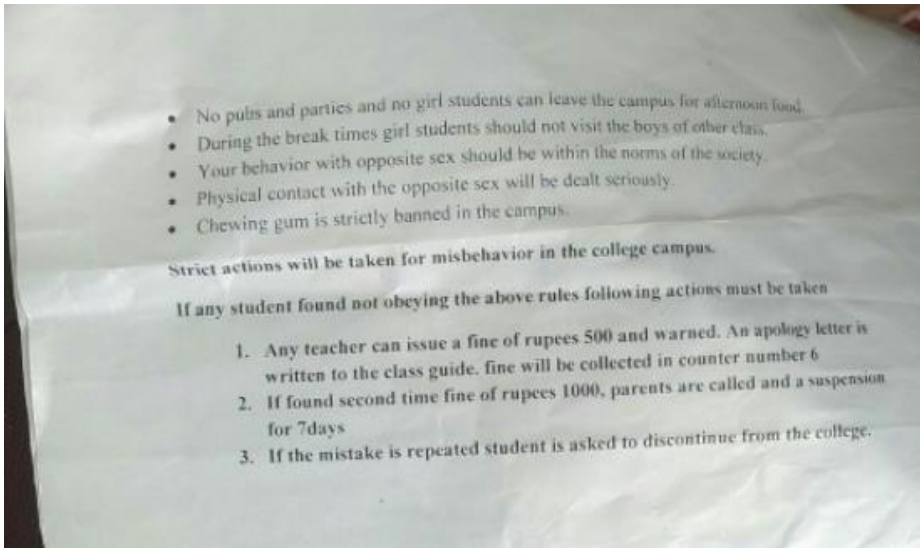 No pubs and parties and no girl students can leave the campus for afternoon food.
During the break times girl students should not visit the boys of other class.
Your behavior with opposite sex should be within the norms of the society.
Physical contact with the opposite sex will be dealt seriously.
Chewing gum is strictly banned in the campus.
Strict actions will be taken for misbehavior in the college campus.
If any student found not obeying the above rules following actions must be taken
1. Any teacher can issue a fine of rupees 500 and warned. An apology letter is
written to the class guide. fine will be collected in counter number 6
2. If found second time fine of rupees 1000, parents are called and a suspension
for 7days
3. If the mistake is repeated student is asked to discontinue from the college.